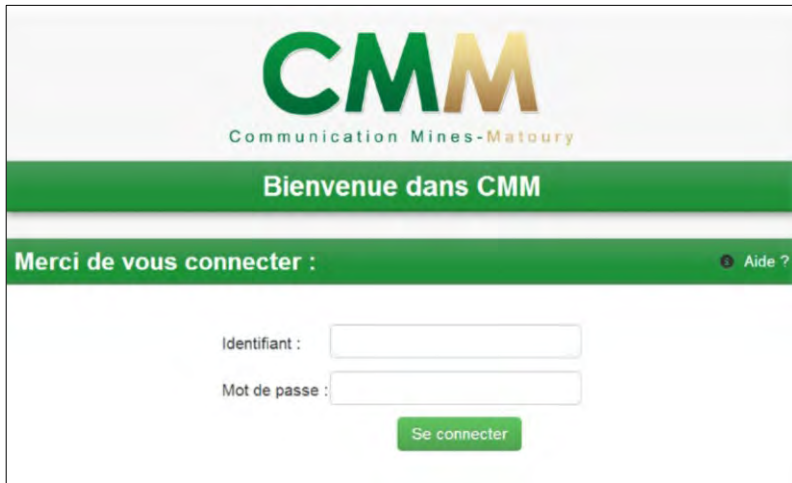 CMM
Communication Mines-Matoury
Bienvenue dans CMM
Merci de vous connecter :
Aide ?
Identifiant :
Mot de passe :
Se connecter